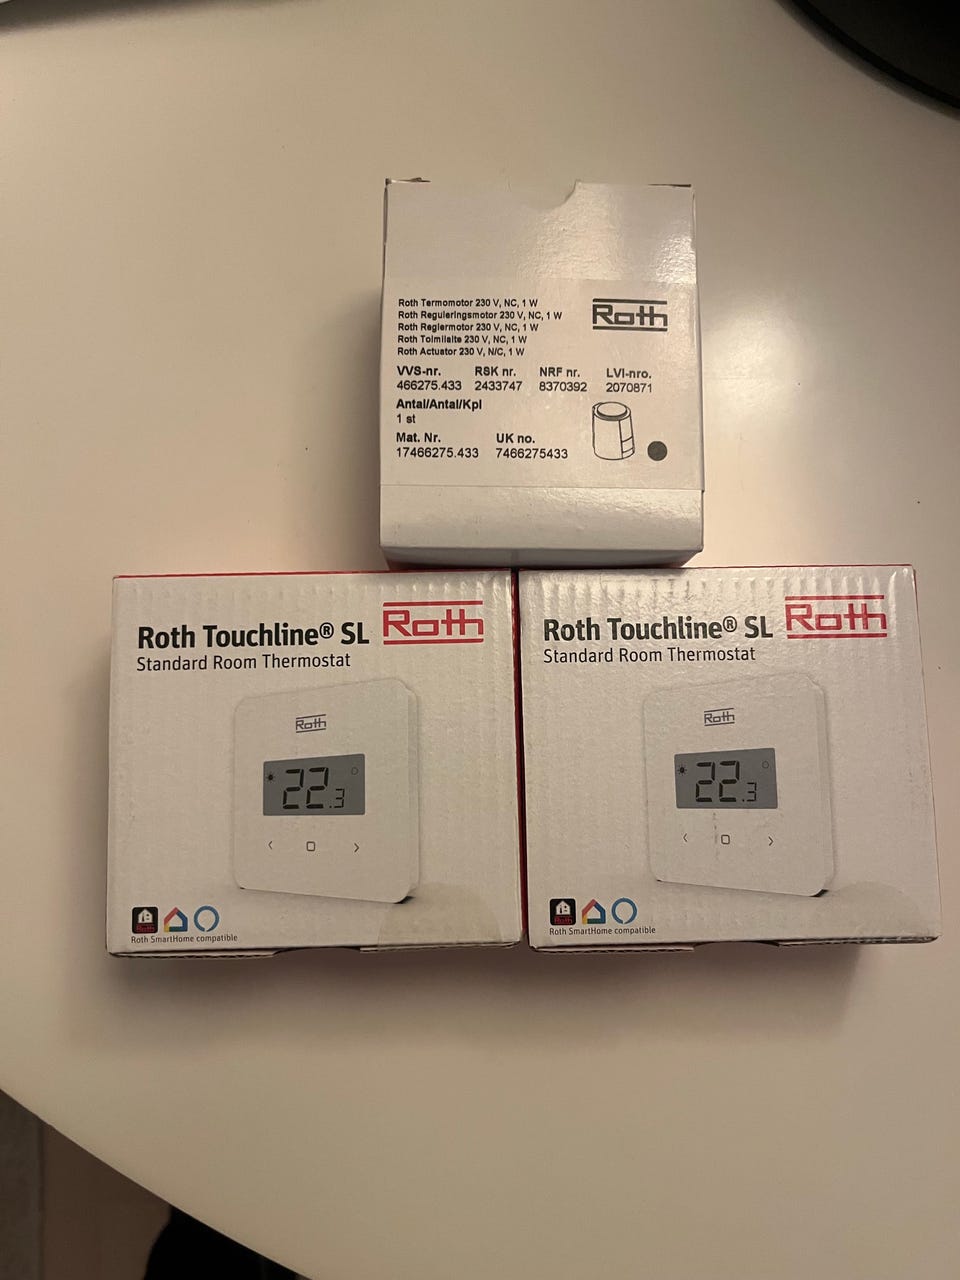 Roth Termomotor 230 V, NC, 1 W
Roth Reguleringsmotor 230 V, NC, 1 W
Roth Reglermotor 230 V, NC, 1 W
Roth Toimilaite 230 V, NC, 1 W
Roth Actuator 230 V, N/C, 1 W
Roth
VVS-nr. RSK nr. NRF nr. LVI-nro.
466275.433 2433747 8370392 2070871
Antal/Antal/Kpl
1 st
Mat. Nr. UK no.
17466275.433 7466275433
Roth Touchline® SL Roth
Standard Room Thermostat
Roth
22.3
Roth
Roth SmartHome compatible
Roth Touchline® SL Roth
Standard Room Thermostat
Roth
22.3
Roth
Roth SmartHome compatible